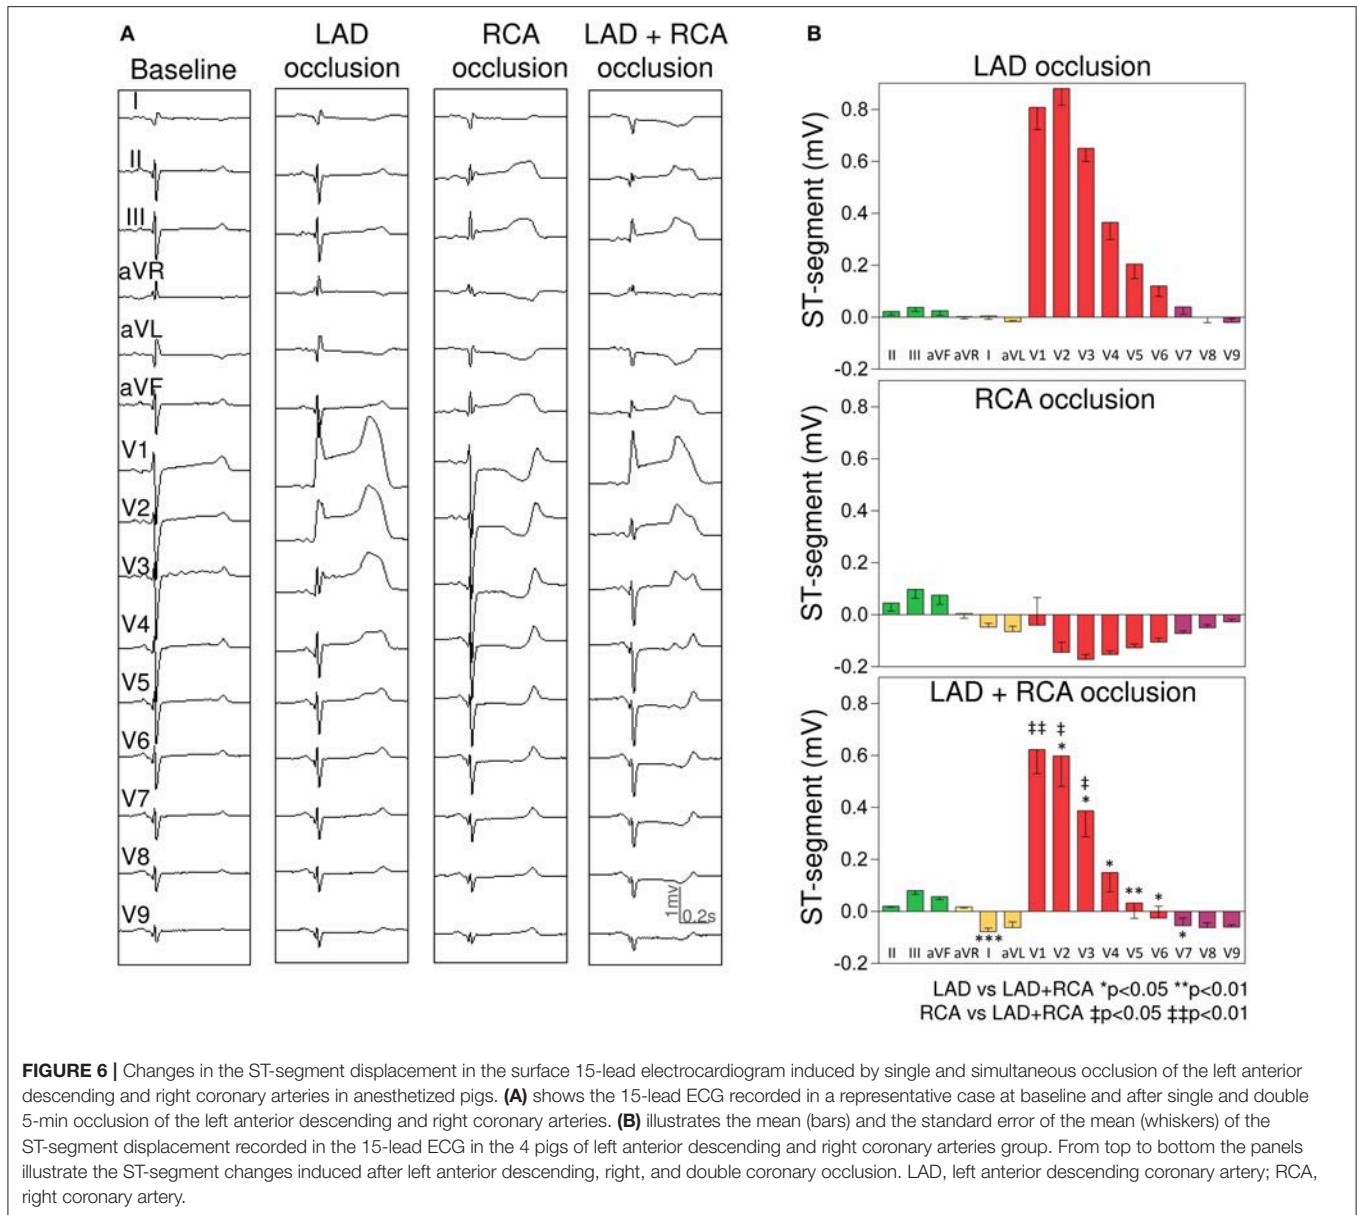 A
Baseline
LAD
occlusion
RCA
occlusion
LAD + RCA
occlusion
I
II
III
aVR
aVL
aVF
V1
V2
V3
V4
V5
V6
V7
V8
V9
1mv
0.2s
B
LAD occlusion
ST-segment (mV)
0.8
0.6
0.4
0.2
0.0
-0.2
II III aVF aVR I aVL V1 V2 V3 V4 V5 V6 V7 V8 V9
RCA occlusion
ST-segment (mV)
0.8
0.6
0.4
0.2
0.0
-0.2
LAD + RCA occlusion
ST-segment (mV)
0.8
0.6
0.4
0.2
0.0
-0.2
‡‡ ‡
*
‡
*
*
**
*
***
*
II III aVF aVR I aVL V1 V2 V3 V4 V5 V6 V7 V8 V9
LAD vs LAD+RCA *p<0.05 **p<0.01
RCA vs LAD+RCA ‡p<0.05 ‡‡p<0.01
FIGURE 6 | Changes in the ST-segment displacement in the surface 15-lead electrocardiogram induced by single and simultaneous occlusion of the left anterior
descending and right coronary arteries in anesthetized pigs. (A) shows the 15-lead ECG recorded in a representative case at baseline and after single and double
5-min occlusion of the left anterior descending and right coronary arteries. (B) illustrates the mean (bars) and the standard error of the mean (whiskers) of the
ST-segment displacement recorded in the 15-lead ECG in the 4 pigs of left anterior descending and right coronary arteries group. From top to bottom the panels
illustrate the ST-segment changes induced after left anterior descending, right, and double coronary occlusion. LAD, left anterior descending coronary artery; RCA,
right coronary artery.